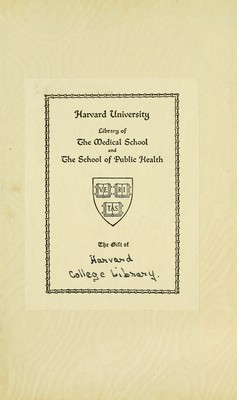 Harvard University
Library of
The Medical School
and
The School of Public Health
VE RI
TAS
The Gift of
Harvard
College Library.